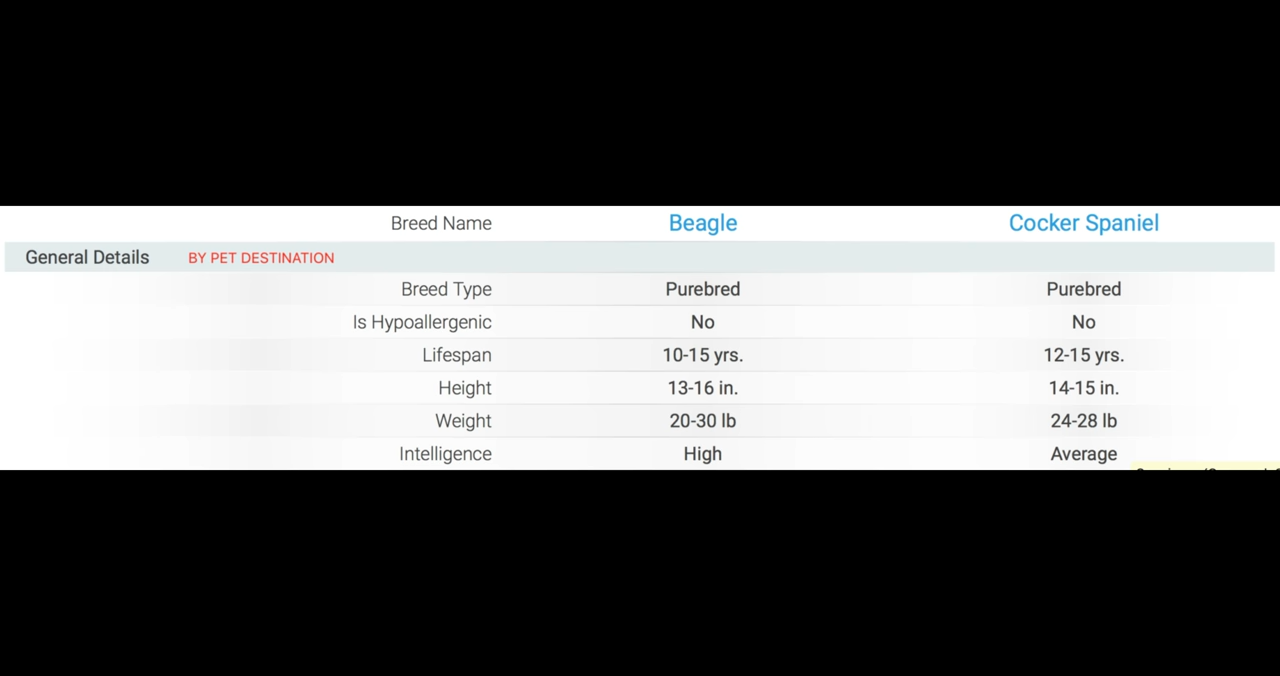 Breed Name Beagle Cocker Spaniel
General Details BY PET DESTINATION
Breed Type Purebred Purebred
Is Hypoallergenic No No
Lifespan 10-15 yrs. 12-15 yrs.
Height 13-16 in. 14-15 in.
Weight 20-30 lb 24-28 lb
Intelligence High Average